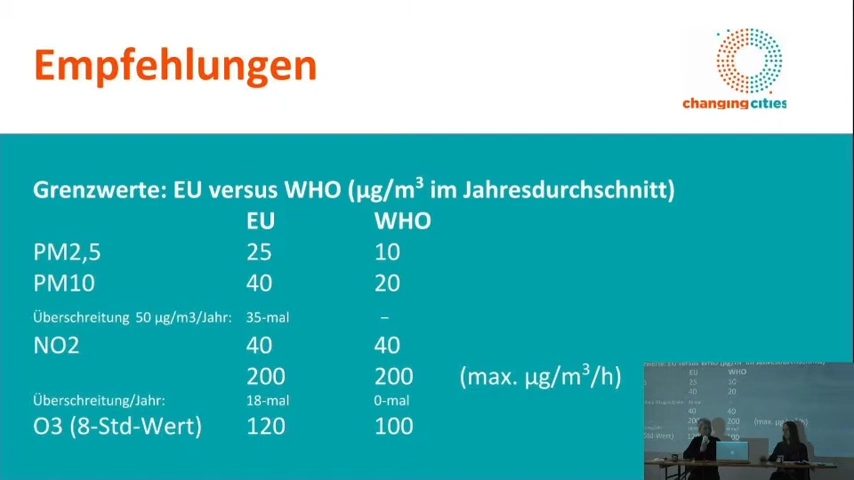 Empfehlungen
changing cities
Grenzwerte: EU versus WHO (µg/m³ im Jahresdurchschnitt)
EU WHO
PM2,5 25 10
PM10 40 20
Überschreitung 50 µg/m3/Jahr: 35-mal –
NO2 40 40
200 200 (max. µg/m³/h)
Überschreitung/Jahr: 18-mal 0-mal
O3 (8-Std-Wert) 120 100